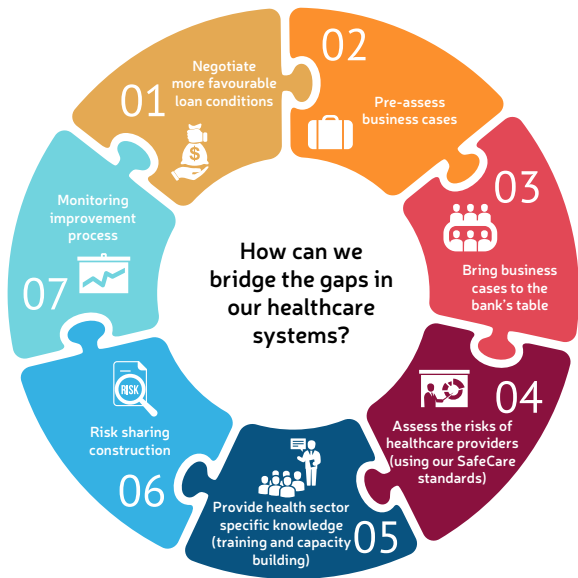 How can we
bridge the gaps in
our healthcare
systems?
01
Negotiate
more favourable
loan conditions
$
02
Pre-assess
business cases
03
Bring business
cases to the
bank's table
04
Assess the risks of
healthcare providers
(using our SafeCare
standards)
05
Provide health sector
specific knowledge
(training and capacity
building)
06
RISK
Risk sharing
construction
07
Monitoring
improvement
process